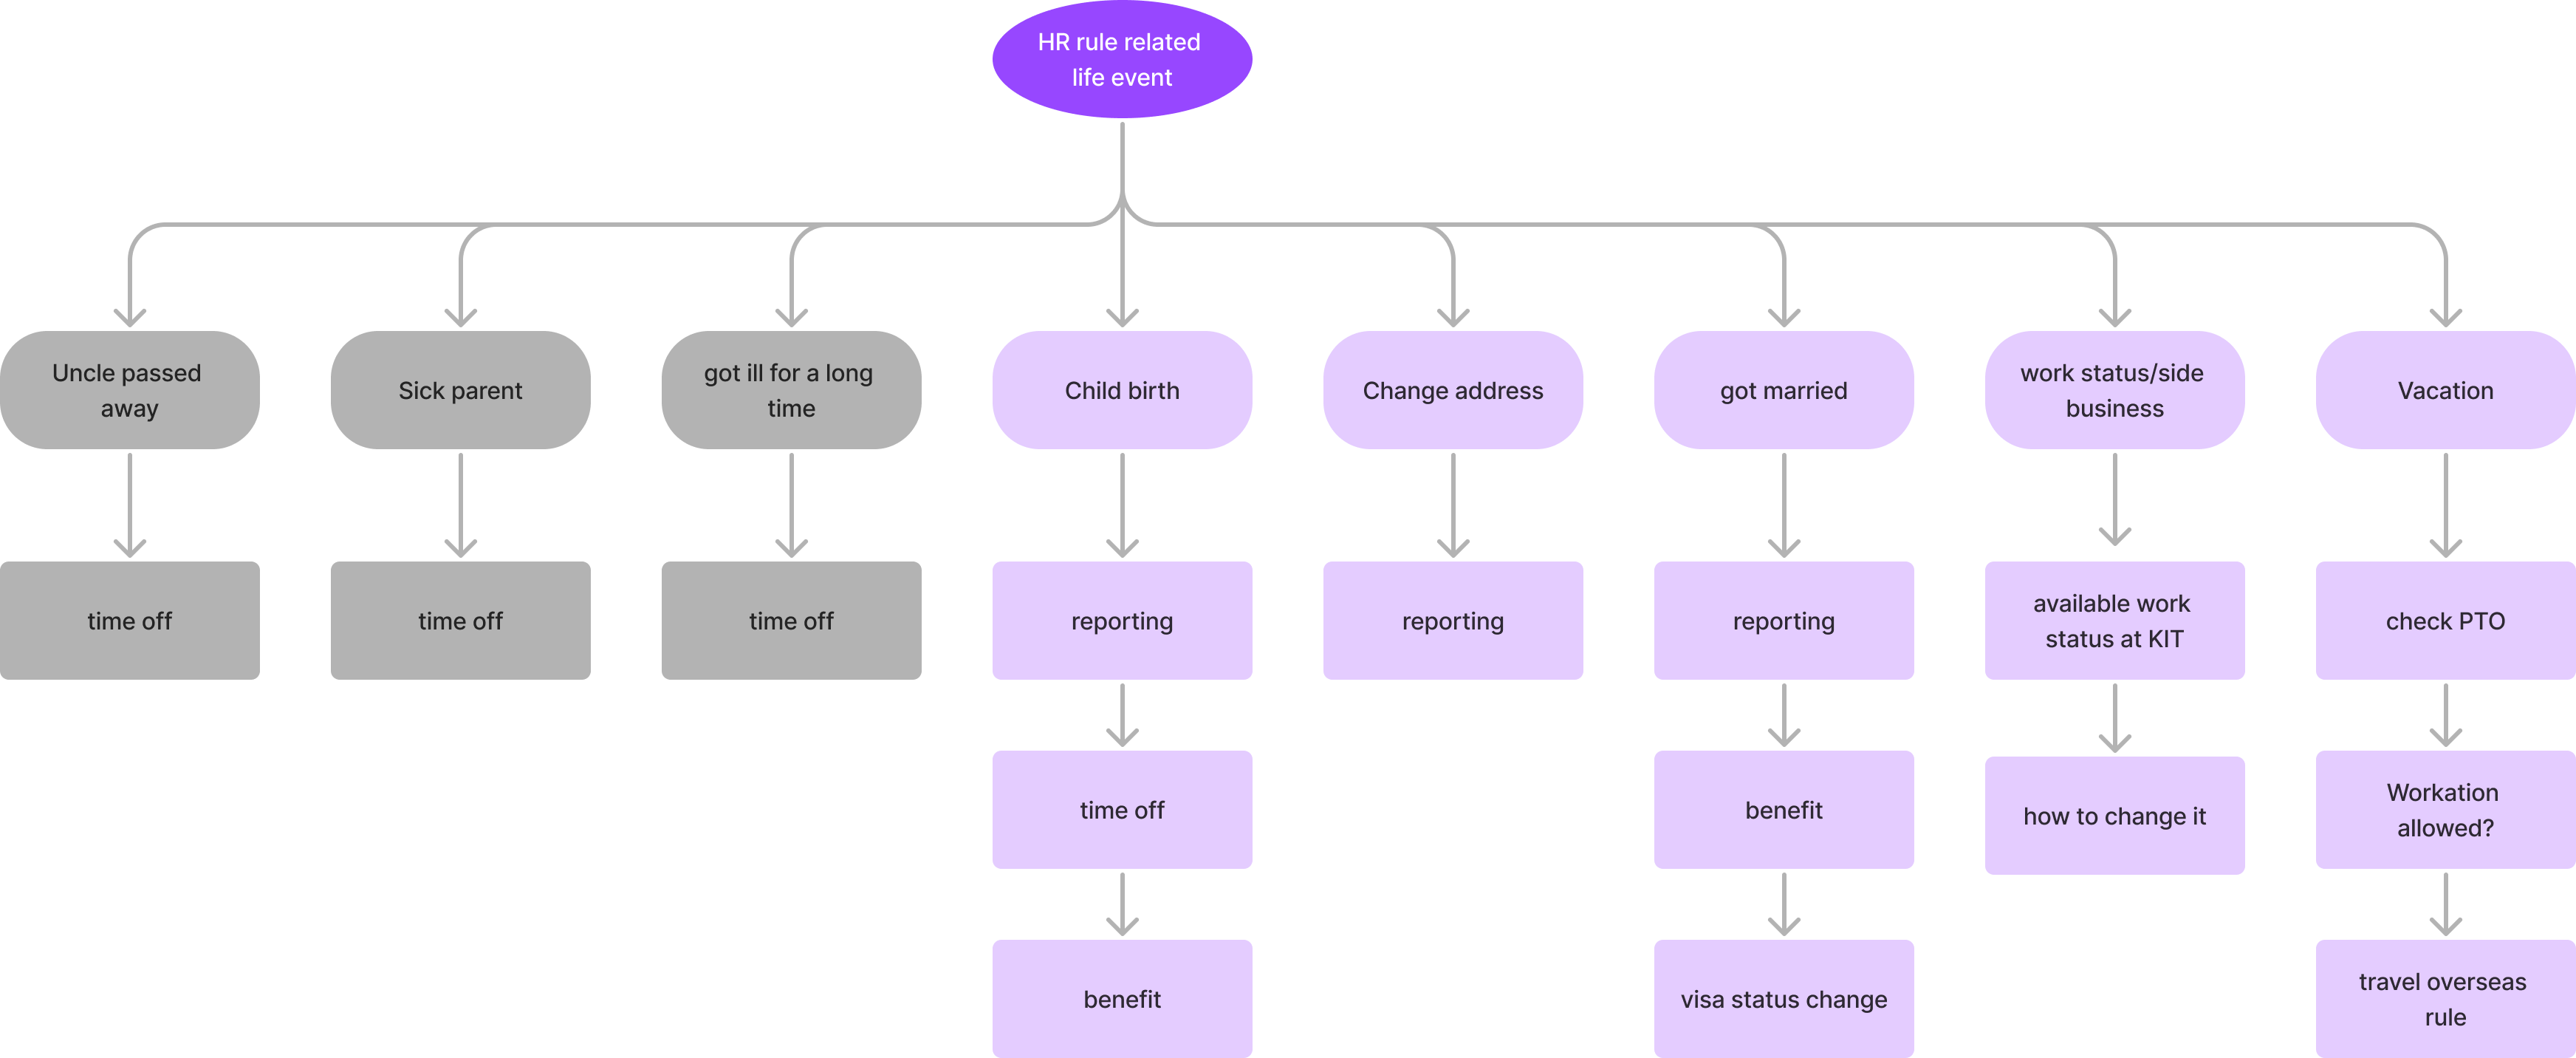 HR rule related
life event
Uncle passed
away
Sick parent
got ill for a long
time
Child birth
Change address
got married
work status/side
business
Vacation
time off
time off
time off
reporting
reporting
reporting
available work
status at KIT
check PTO
time off
benefit
how to change it
Workation
allowed?
benefit
visa status change
travel overseas
rule